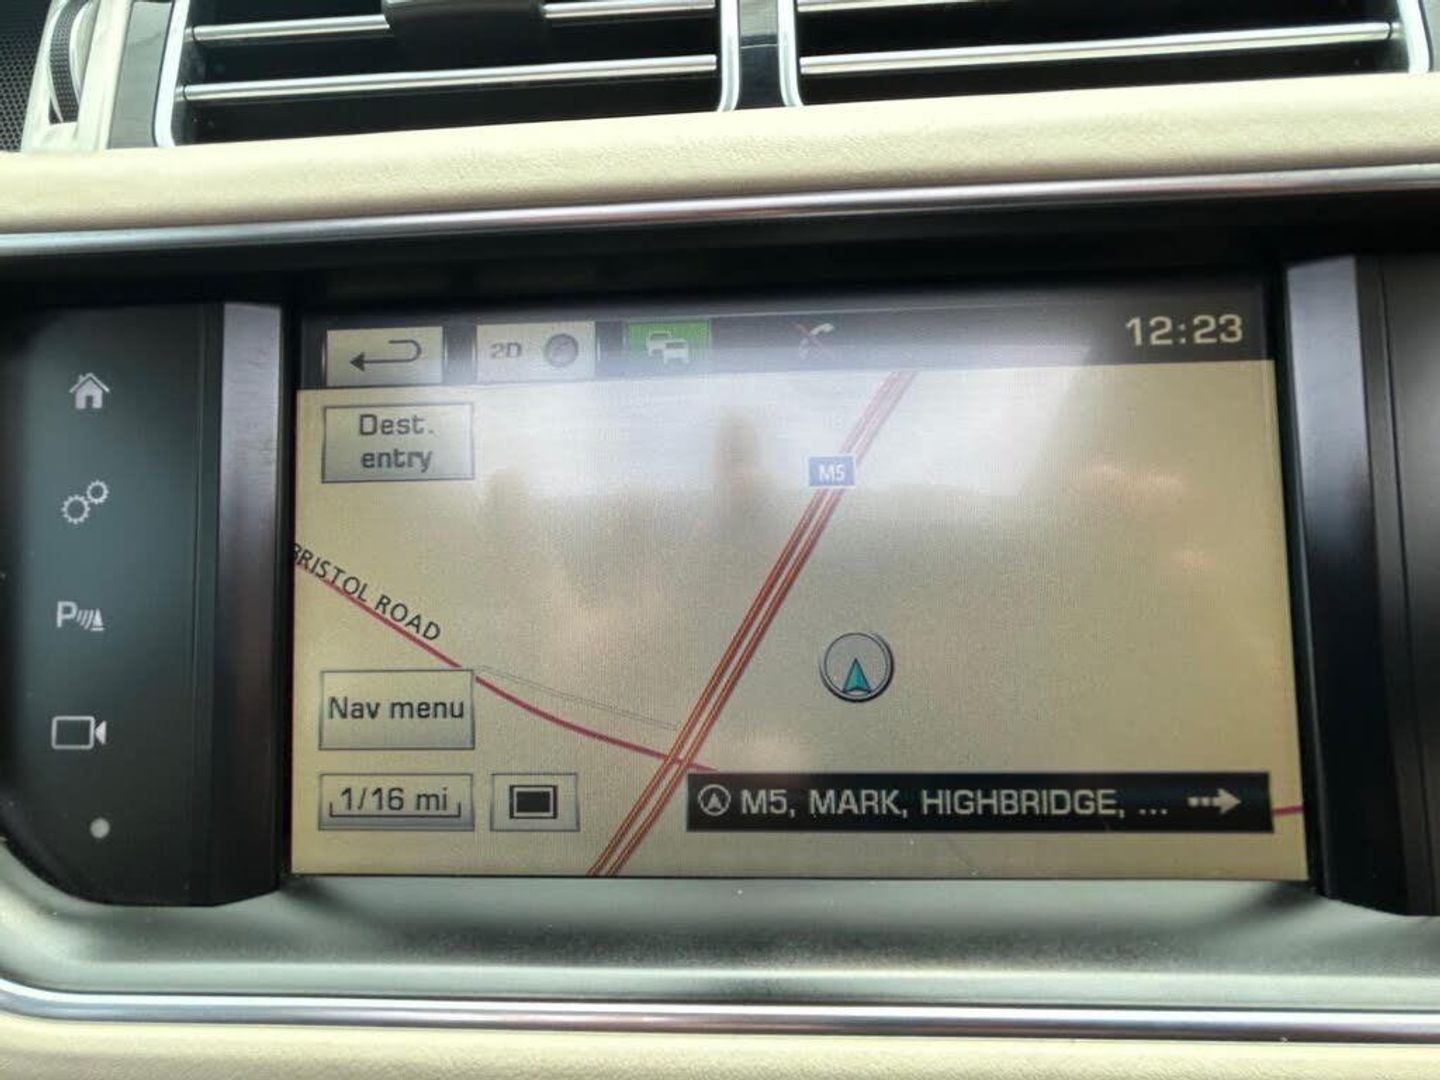 2D
12:23
Dest.
entry
M5
BRISTOL ROAD
P
Nav menu
1/16 mi
M5, MARK, HIGHBRIDGE, ...